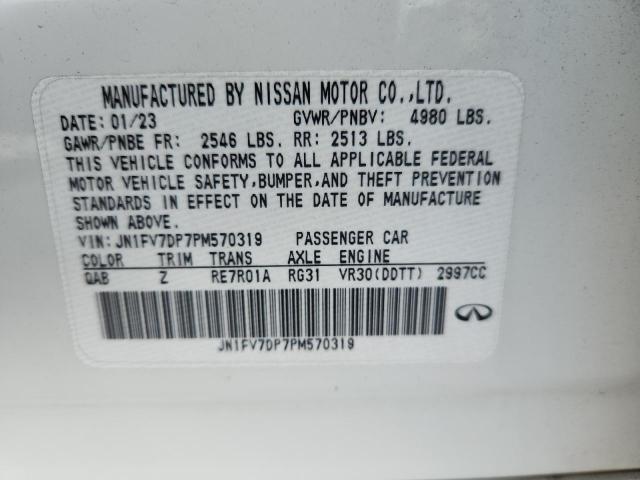 MANUFACTURED BY NISSAN MOTOR CO.,LTD.
DATE: 01/23 GVWR/PNBV: 4980 LBS.
GAWR/PNBE FR: 2546 LBS. RR: 2513 LBS.
THIS VEHICLE CONFORMS TO ALL APPLICABLE FEDERAL
MOTOR VEHICLE SAFETY,BUMPER,AND THEFT PREVENTION
STANDARDS IN EFFECT ON THE DATE OF MANUFACTURE
SHOWN ABOVE.
VIN: JN1FV7DP7PM570319 PASSENGER CAR
COLOR TRIM TRANS AXLE ENGINE
QAB Z RE7R01A RG31 VR30(DDTT) 2997CC
JN1FV7DP7PM570319